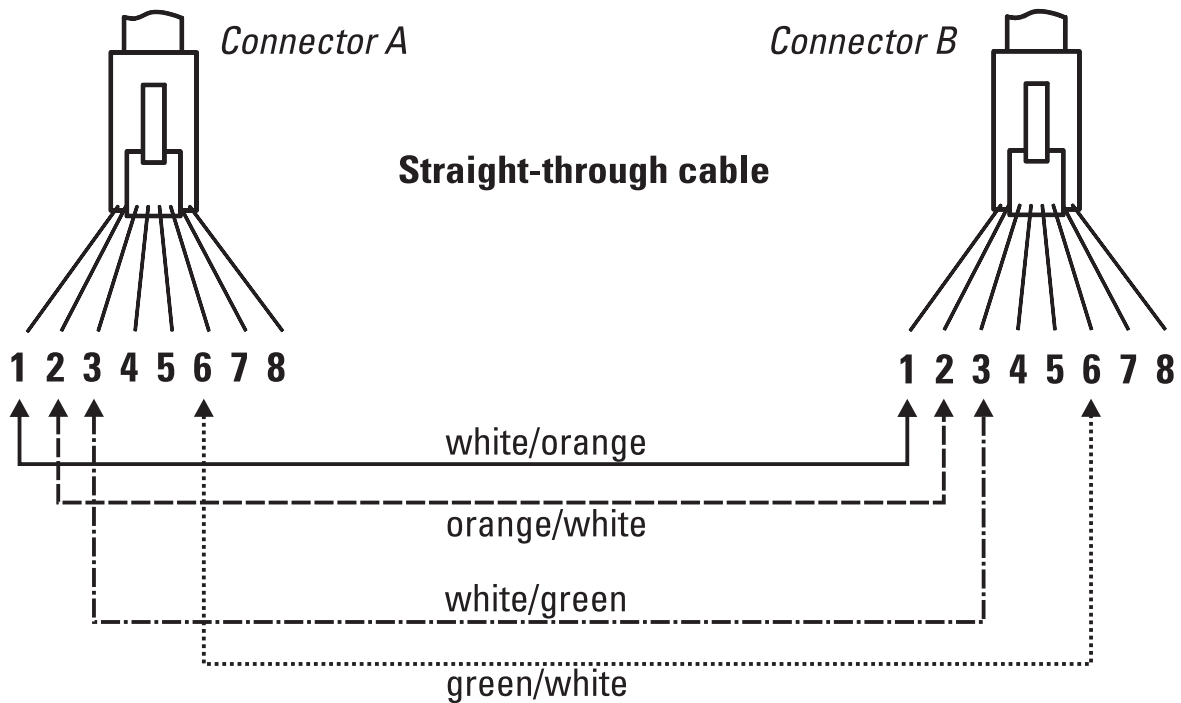 Connector A
Connector B
Straight-through cable
1 2 3 4 5 6 7 8
1 2 3 4 5 6 7 8
white/orange
orange/white
white/green
green/white